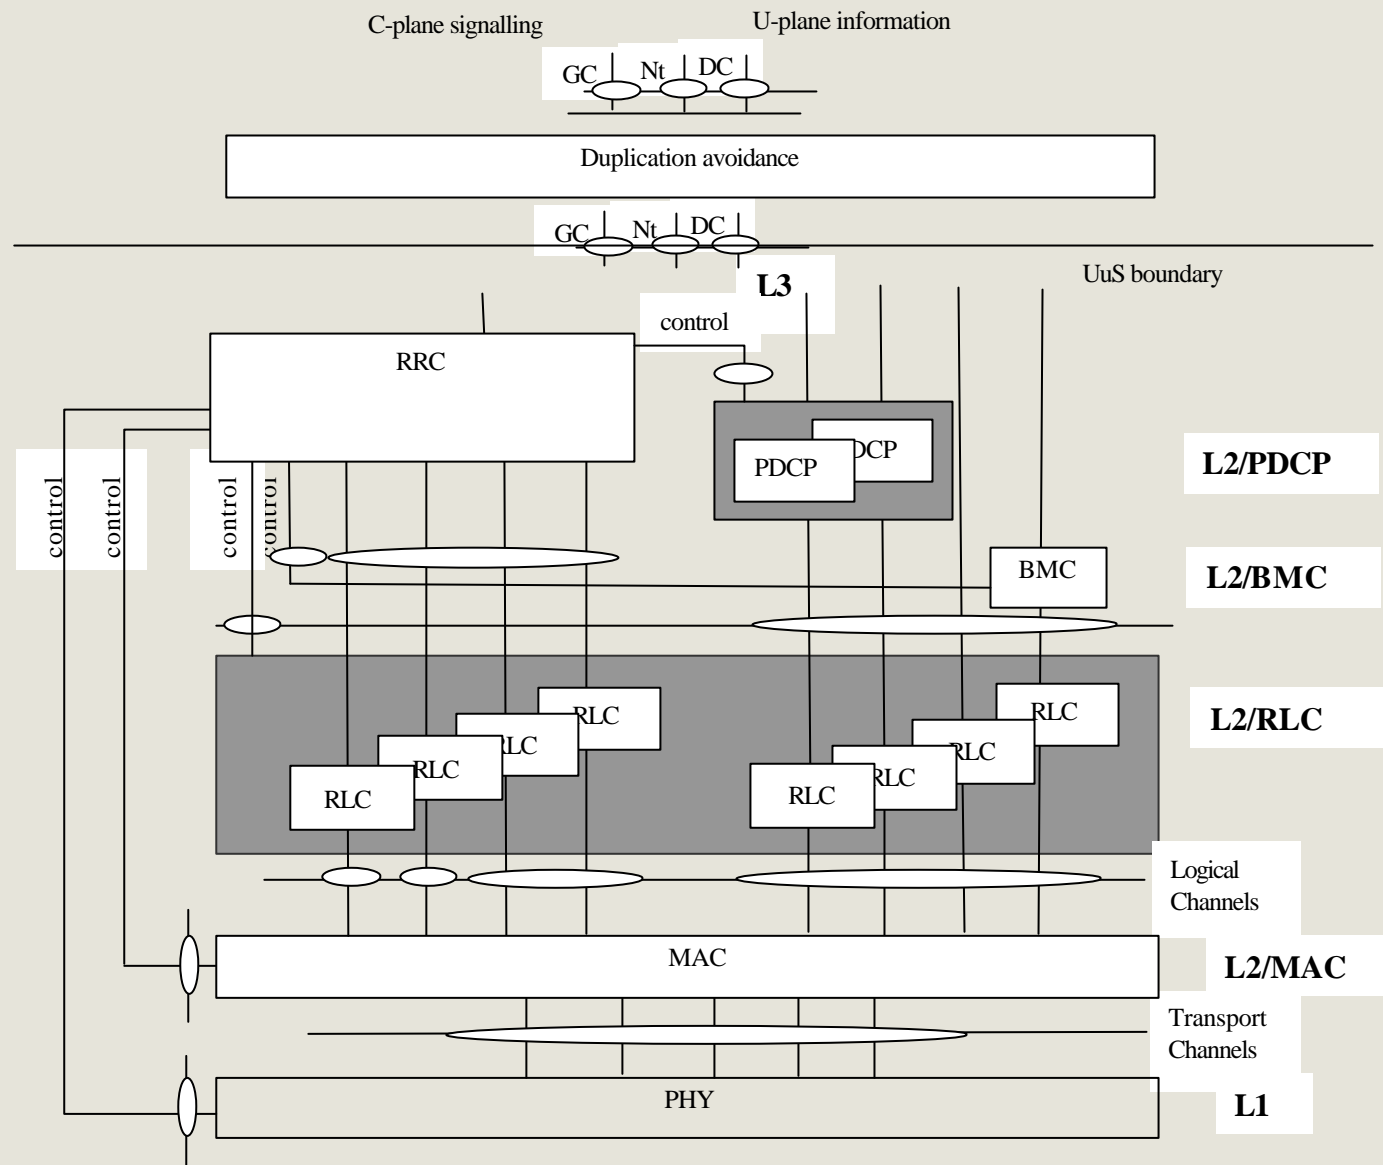 C-plane signalling
U-plane information
GC
Nt
DC
Duplication avoidance
GC
Nt
DC
UuS boundary
L3
control
RRC
control
control
control
control
PDCP
DCP
L2/PDCP
BMC
L2/BMC
RLC
RLC
RLC
RLC
RLC
RLC
RLC
RLC
L2/RLC
Logical
Channels
MAC
L2/MAC
Transport
Channels
PHY
L1